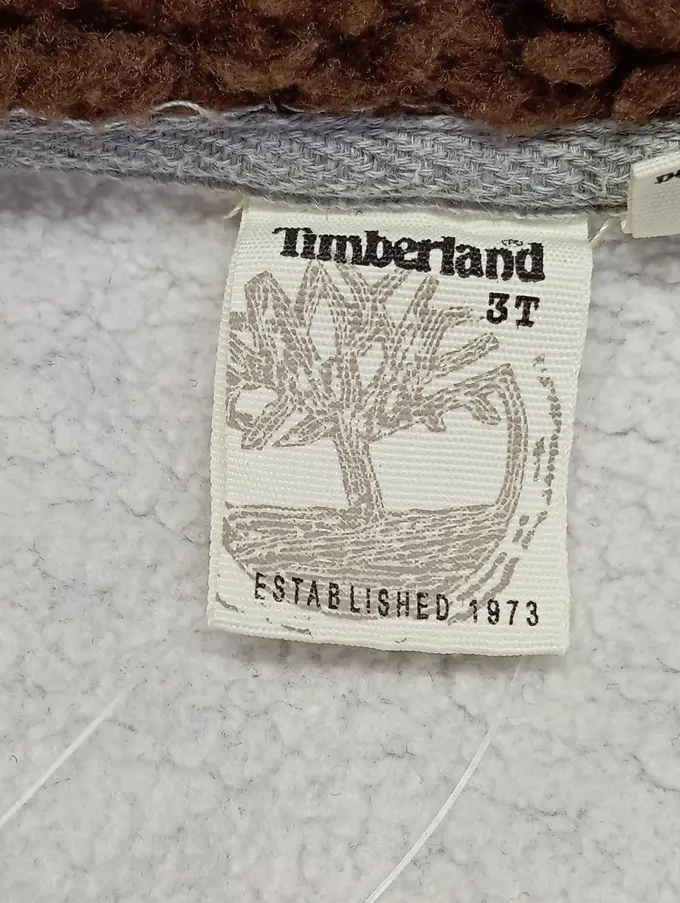 Timberland®
3T
ESTABLISHED 1973